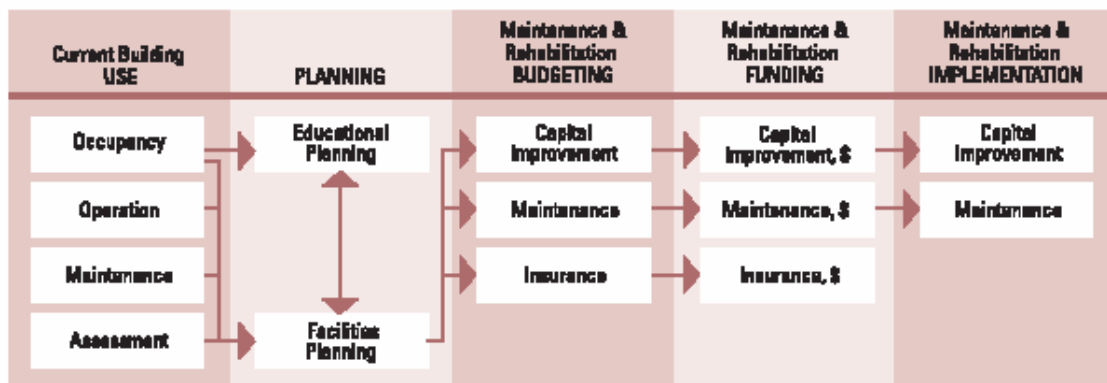 Current Building
USE
PLANNING
Maintenance &
Rehabilitation
BUDGETING
Maintenance &
Rehabilitation
FUNDING
Maintenance &
Rehabilitation
IMPLEMENTATION
Occupancy
Operation
Maintenance
Assessment
Educational
Planning
Facilities
Planning
Capital
Improvement
Maintenance
Insurance
Capital
Improvement, $
Maintenance, $
Insurance, $
Capital
Improvement
Maintenance